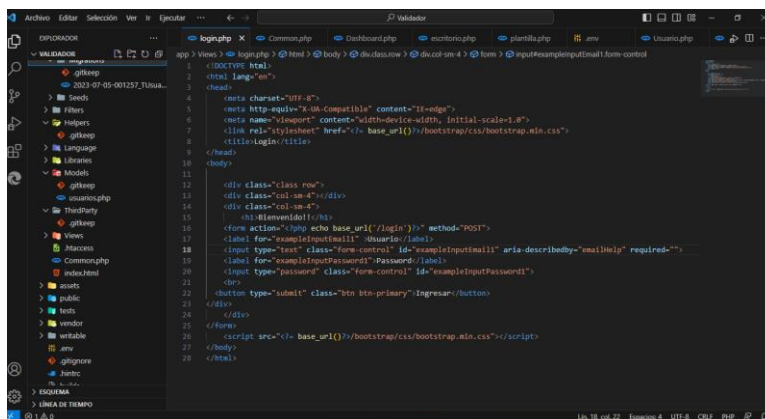 Archivo Editar Selección Ver Ir Ejecutar ... Validador
EXPLORADOR ...
login.php Common.php Dashboard.php escritorio.php plantilla.php .env Usuario.php
VALIDADOR
app > Views > login.php > html > body > div.class.row > div.col-sm-4 > form > input#exampleInputEmail1.form-control
Migrations
.gitkeep
2023-07-05-001257_TUsua...
Seeds
Filters
Helpers
.gitkeep
Language
Libraries
Models
.gitkeep
usuarios.php
ThirdParty
.gitkeep
Views
.htaccess
Common.php
index.html
assets
public
tests
vendor
writable
.env
.gitignore
.hintrc
builds
ESQUEMA
LÍNEA DE TIEMPO
1 <!DOCTYPE html>
2 <html lang="en">
3 <head>
4 <meta charset="UTF-8">
5 <meta http-equiv="X-UA-Compatible" content="IE=edge">
6 <meta name="viewport" content="width=device-width, initial-scale=1.0">
7 <link rel="stylesheet" href="<?= base_url()?>/bootstrap/css/bootstrap.min.css">
8 <title>Login</title>
9 </head>
10 <body>
11
12 <div class="class row">
13 <div class="col-sm-4"></div>
14 <div class="col-sm-4">
15 <h1>Bienvenido!!</h1>
16 <form action="<?php echo base_url('/login')?>" method="POST">
17 <label for="exampleInputEmail1" >Usuario</label>
18 <input type="text" class="form-control" id="exampleInputEmail1" aria-describedby="emailHelp" required="">
19 <label for="exampleInputPassword1">Password</label>
20 <input type="password" class="form-control" id="exampleInputPassword1">
21 <br>
22 <button type="submit" class="btn btn-primary">Ingresar</button>
23 </div>
24 </div>
25 </form>
26 <script src="<?= base_url()?>/bootstrap/css/bootstrap.min.css"></script>
27 </body>
28 </html>
1 0 Lín. 18, col. 22 Espacios: 4 UTF-8 CRLF PHP